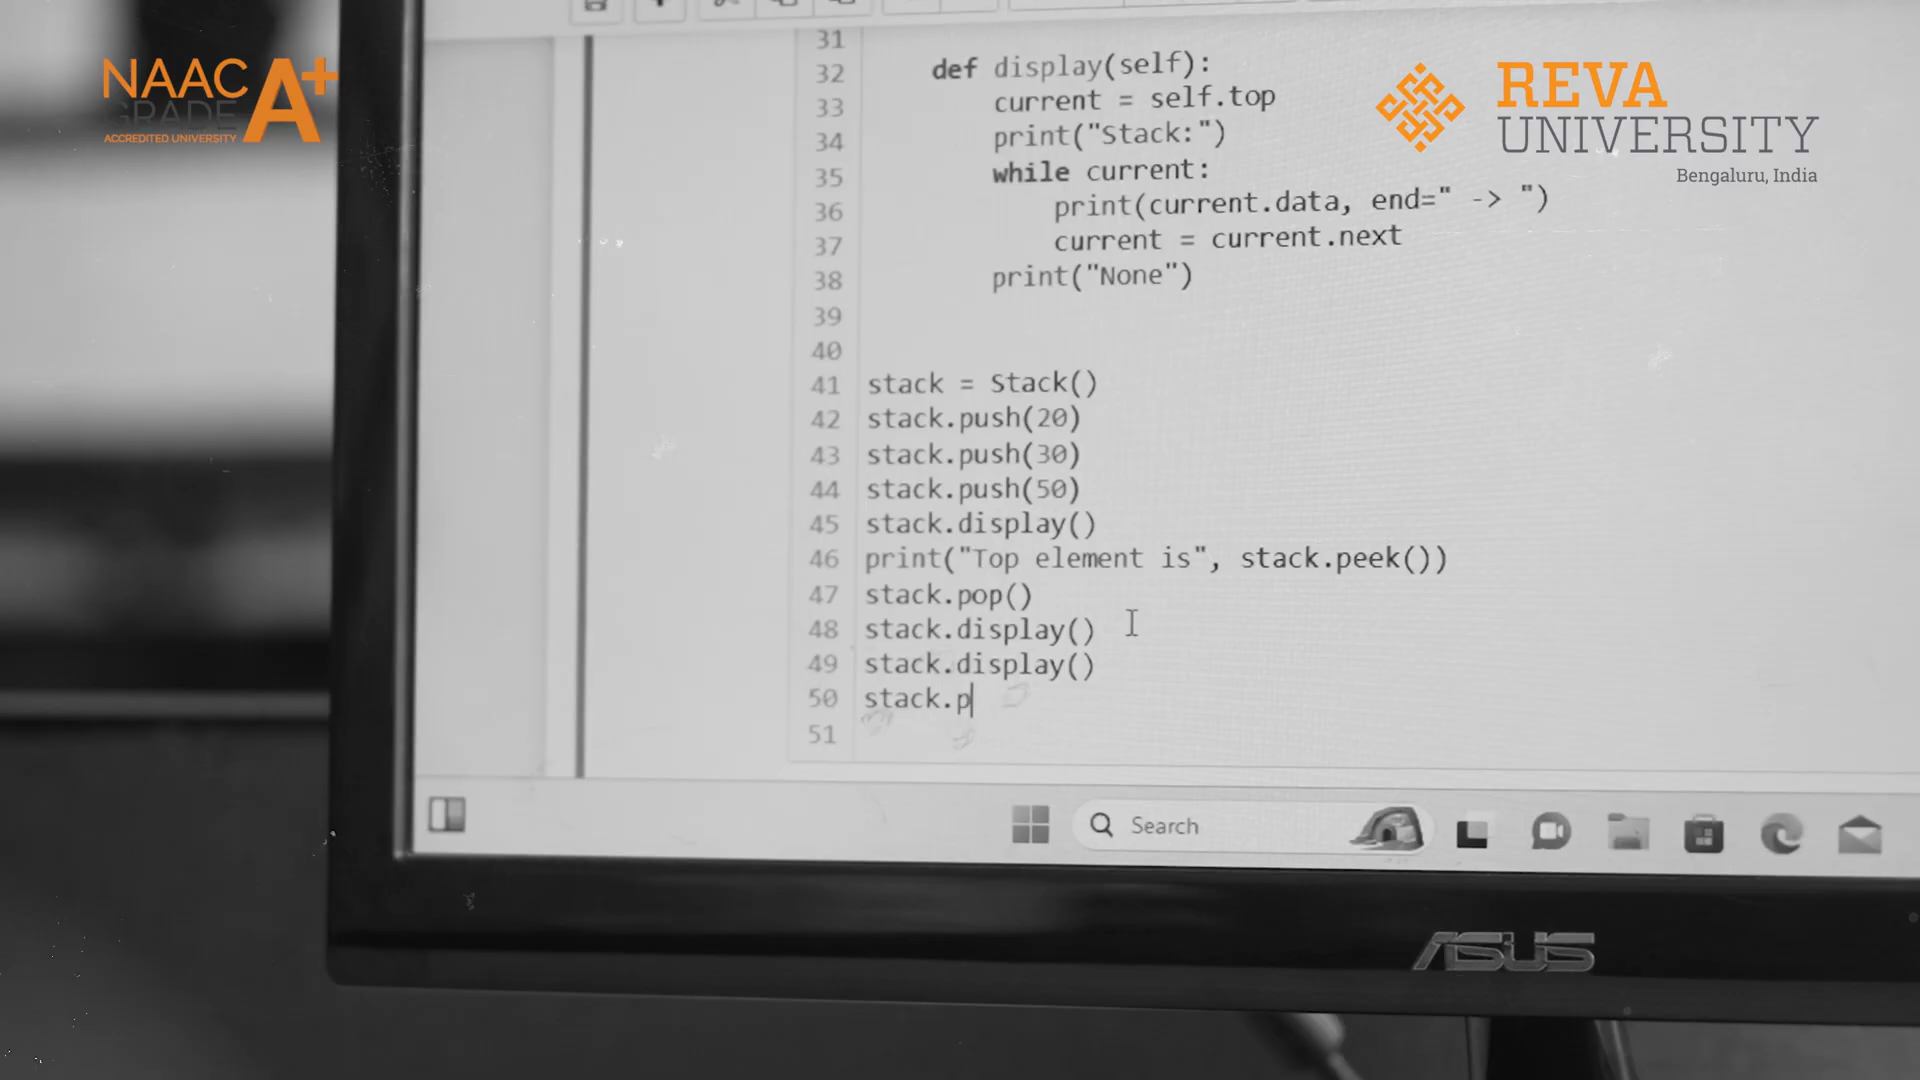 NAAC
GRADE
A+
ACCREDITED UNIVERSITY
REVA
UNIVERSITY
Bengaluru, India
31
32 def display(self):
33 current = self.top
34 print("Stack:")
35 while current:
36 print(current.data, end=" -> ")
37 current = current.next
38 print("None")
39
40
41 stack = Stack()
42 stack.push(20)
43 stack.push(30)
44 stack.push(50)
45 stack.display()
46 print("Top element is", stack.peek())
47 stack.pop()
48 stack.display()
49 stack.display()
50 stack.p
51
Search
ASUS